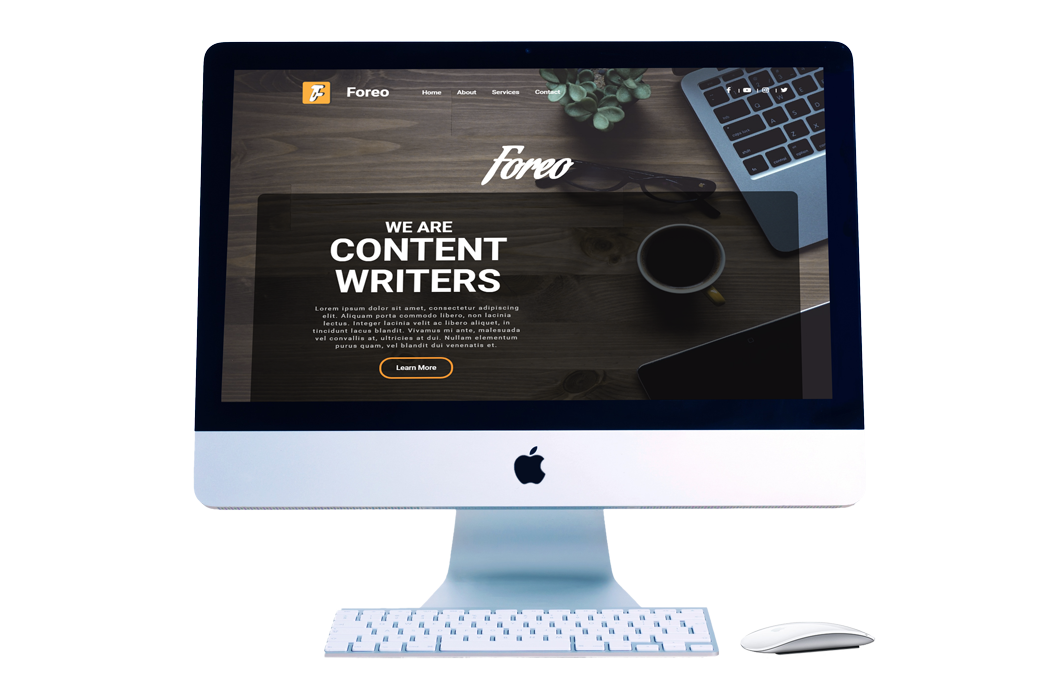 Foreo
Home
About
Services
Contact
Foreo
WE ARE
CONTENT
WRITERS
Lorem ipsum dolor sit amet, consectetur adipiscing
elit. Aliquam porta commodo libero, non lacinia
lectus. Integer lacinia velit ac libero aliquet, in
tincidunt lacus blandit. Vivamus mi ante, malesuada
vel convallis at, ultricies at dui. Nullam elementum
purus quam, vel blandit dui venenatis et.
Learn More